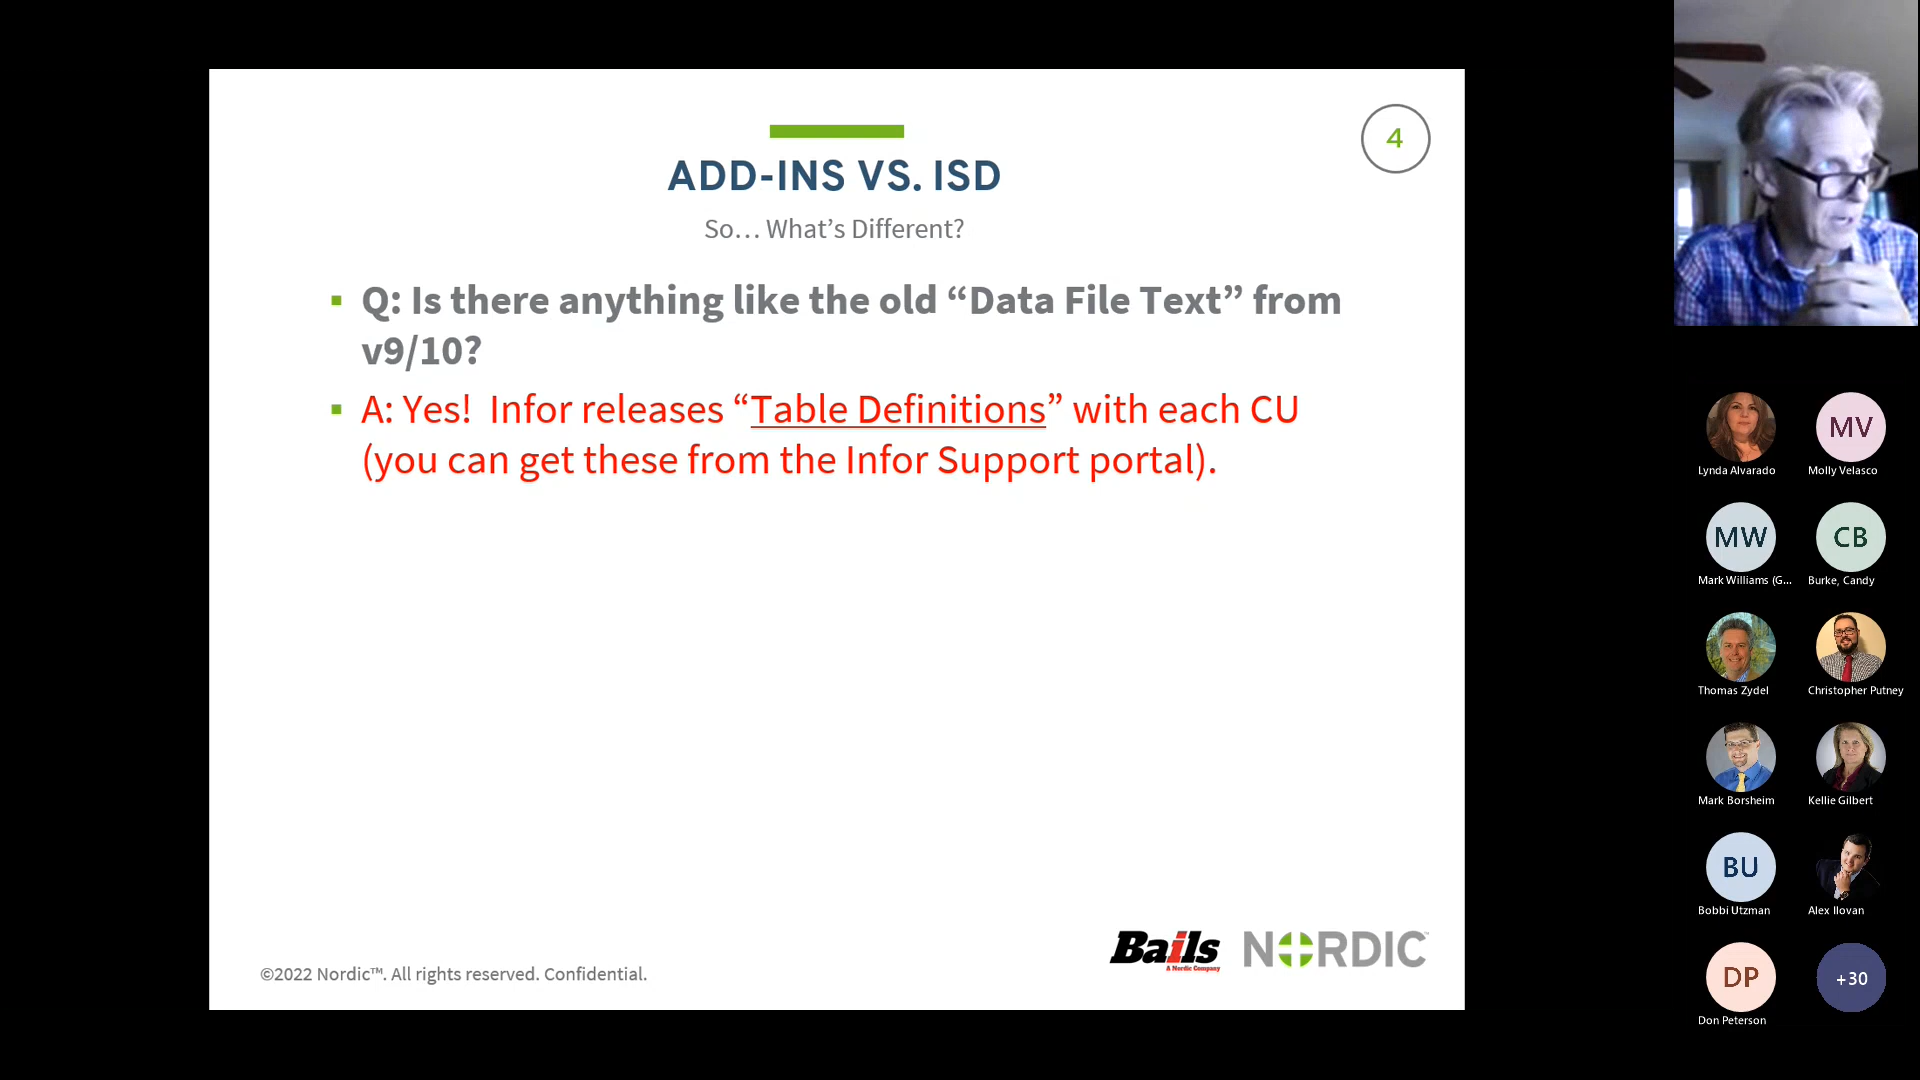 4
ADD-INS VS. ISD
So… What’s Different?
▪ Q: Is there anything like the old “Data File Text” from
v9/10?
▪ A: Yes!  Infor releases “Table Definitions” with each CU
(you can get these from the Infor Support portal).
©2022 Nordic™. All rights reserved. Confidential.
Bails
A Nordic Company
NORDIC™
MV
Lynda Alvarado
Molly Velasco
MW
CB
Mark Williams (G...
Burke, Candy
Thomas Zydel
Christopher Putney
Mark Borsheim
Kellie Gilbert
BU
Bobbi Utzman
Alex Ilovan
DP
+30
Don Peterson